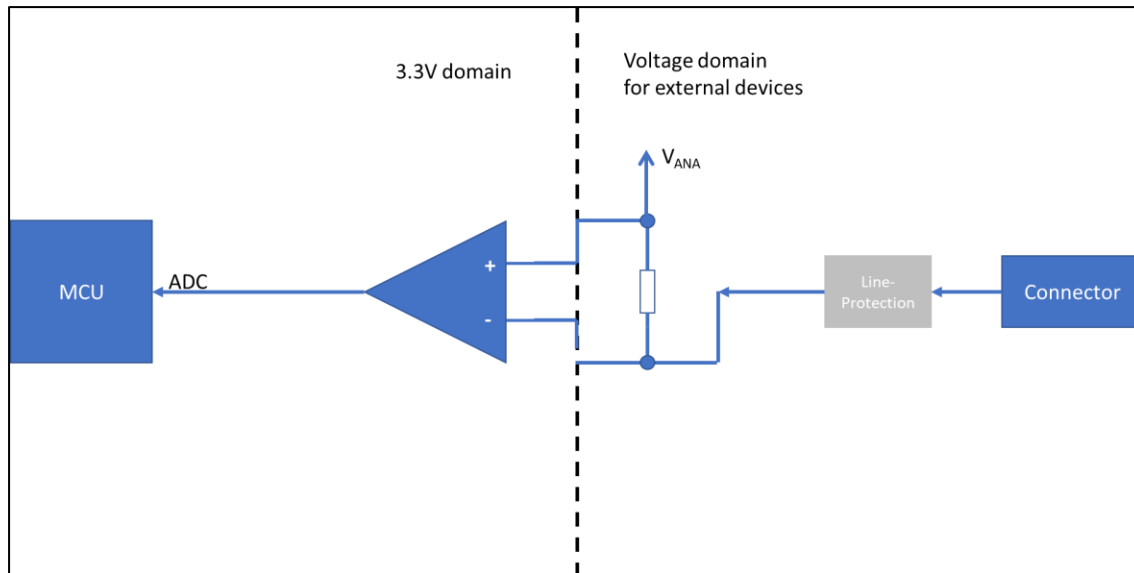 3.3V domain
Voltage domain
for external devices
VANA
+
-
MCU
ADC
Line-
Protection
Connector